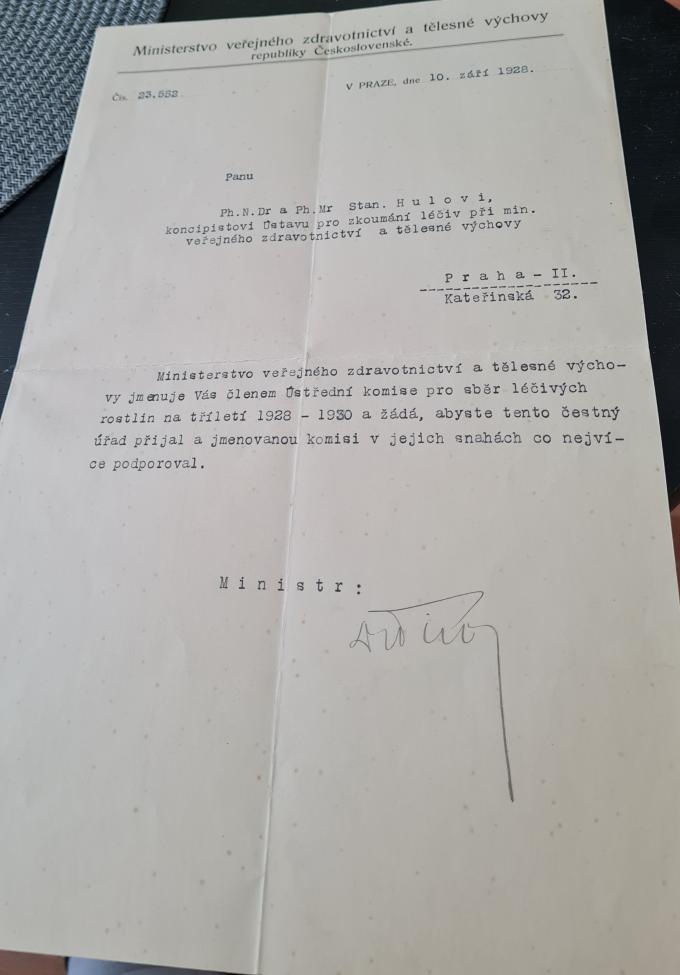 Ministerstvo veřejného zdravotnictví a tělesné výchovy
republiky Československé.
Čís. 23.552
V PRAZE, dne 10. září 1928.
Panu
Ph.N.Dr a Ph.Mr Stan. H u l o v i,
koncipistovi Ústavu pro zkoumání léčiv při min.
veřejného zdravotnictví a tělesné výchovy
P r a h a - II.
Kateřinská 32.
Ministerstvo veřejného zdravotnictví a tělesné výcho-
vy jmenuje Vás členem Ústřední komise pro sběr léčivých
rostlin na tříletí 1928 - 1930 a žádá, abyste tento čestný
úřad přijal a jmenovanou komisi v jejich snahách co nejví-
ce podporoval.
M i n i s t r :